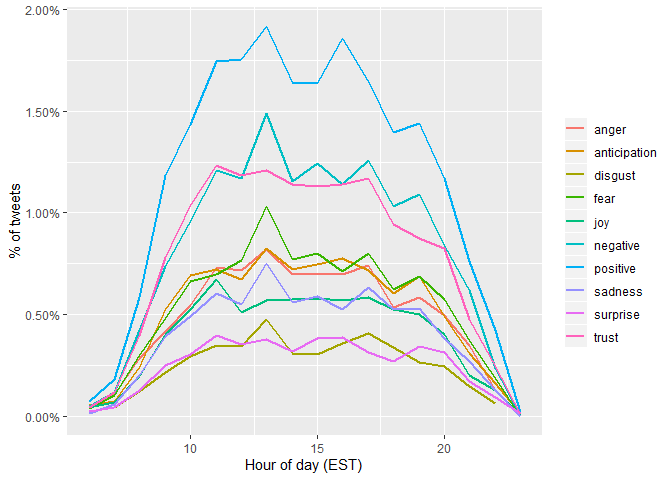 2.00%
1.50%
1.00%
0.50%
0.00%
% of tweets
10
15
20
Hour of day (EST)
anger
anticipation
disgust
fear
joy
negative
positive
sadness
surprise
trust